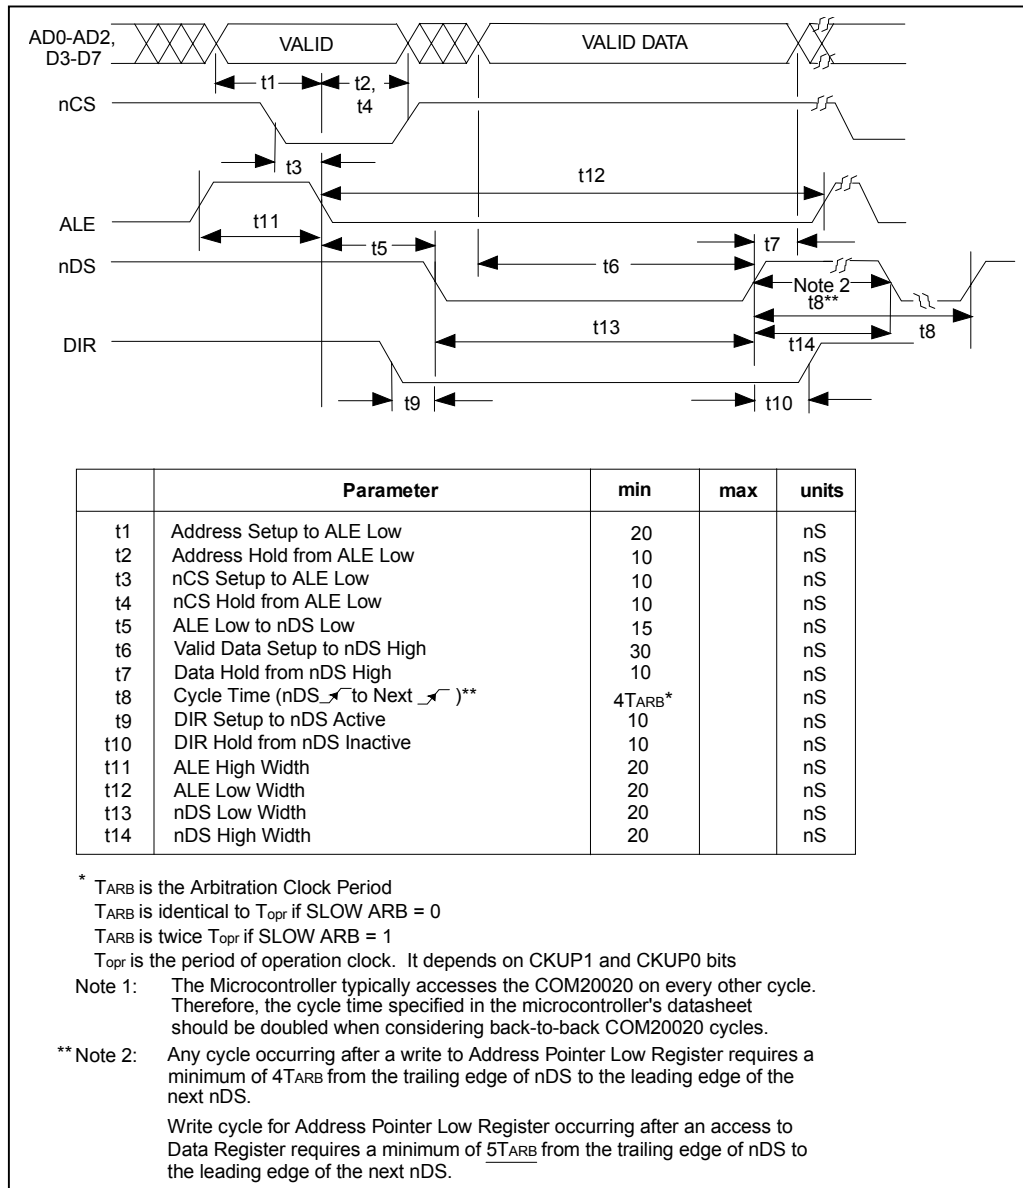 AD0-AD2,
D3-D7
VALID
VALID DATA
t1
t2,
t4
nCS
t3
t12
ALE
t11
t5
t7
nDS
t6
Note 2
t8**
t8
t13
t14
DIR
t9
t10
Parameter min max units
t1 Address Setup to ALE Low 20 nS
t2 Address Hold from ALE Low 10 nS
t3 nCS Setup to ALE Low 10 nS
t4 nCS Hold from ALE Low 10 nS
t5 ALE Low to nDS Low 15 nS
t6 Valid Data Setup to nDS High 30 nS
t7 Data Hold from nDS High 10 nS
t8 Cycle Time (nDS to Next )** 4TARB* nS
t9 DIR Setup to nDS Active 10 nS
t10 DIR Hold from nDS Inactive 10 nS
t11 ALE High Width 20 nS
t12 ALE Low Width 20 nS
t13 nDS Low Width 20 nS
t14 nDS High Width 20 nS
* TARB is the Arbitration Clock Period
TARB is identical to Topr if SLOW ARB = 0
TARB is twice Topr if SLOW ARB = 1
Topr is the period of operation clock. It depends on CKUP1 and CKUP0 bits
Note 1: The Microcontroller typically accesses the COM20020 on every other cycle.
Therefore, the cycle time specified in the microcontroller's datasheet
should be doubled when considering back-to-back COM20020 cycles.
** Note 2: Any cycle occurring after a write to Address Pointer Low Register requires a
minimum of 4TARB from the trailing edge of nDS to the leading edge of the
next nDS.
Write cycle for Address Pointer Low Register occurring after an access to
Data Register requires a minimum of 5TARB from the trailing edge of nDS to
the leading edge of the next nDS.